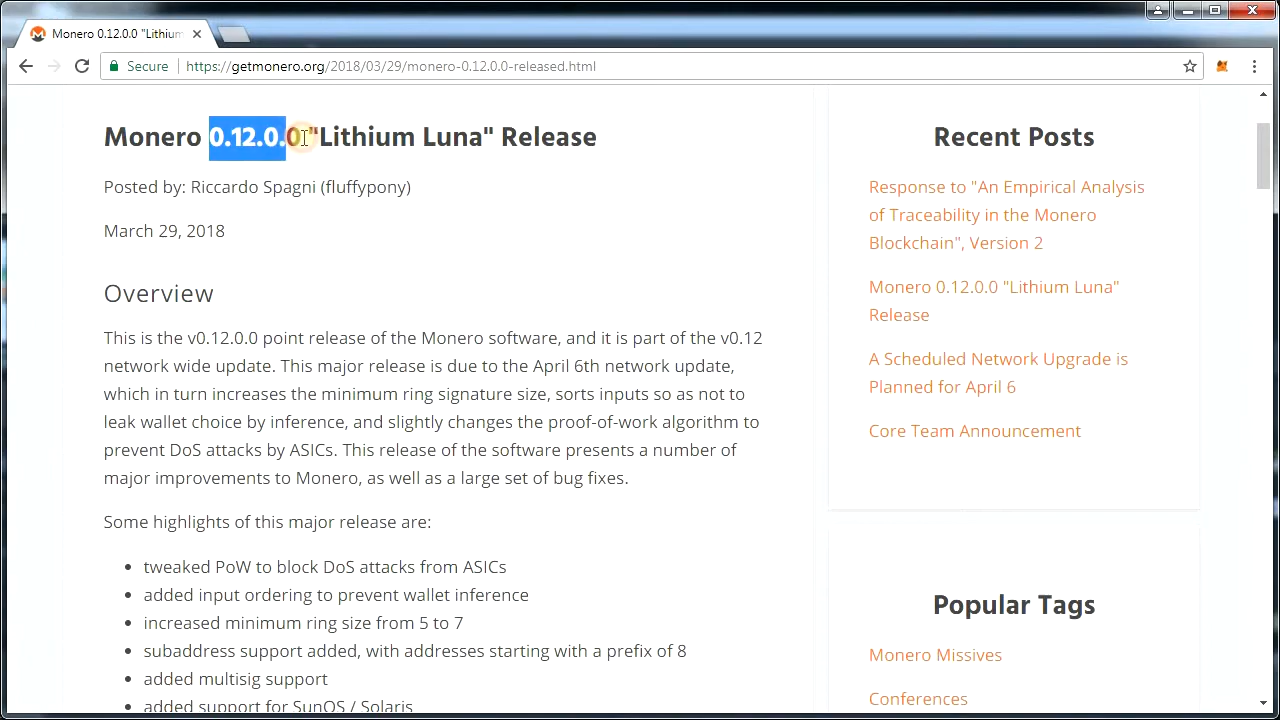 Monero 0.12.0.0 "Lithium
Secure
https://getmonero.org/2018/03/29/monero-0.12.0.0-released.html
Monero 0.12.0.0 "Lithium Luna" Release
Posted by: Riccardo Spagni (fluffypony)
March 29, 2018
Overview
This is the v0.12.0.0 point release of the Monero software, and it is part of the v0.12
network wide update. This major release is due to the April 6th network update,
which in turn increases the minimum ring signature size, sorts inputs so as not to
leak wallet choice by inference, and slightly changes the proof-of-work algorithm to
prevent DoS attacks by ASICs. This release of the software presents a number of
major improvements to Monero, as well as a large set of bug fixes.
Some highlights of this major release are:
• tweaked PoW to block DoS attacks from ASICs
• added input ordering to prevent wallet inference
• increased minimum ring size from 5 to 7
• subaddress support added, with addresses starting with a prefix of 8
• added multisig support
• added support for SunOS / Solaris
Recent Posts
Response to "An Empirical Analysis
of Traceability in the Monero
Blockchain", Version 2
Monero 0.12.0.0 "Lithium Luna"
Release
A Scheduled Network Upgrade is
Planned for April 6
Core Team Announcement
Popular Tags
Monero Missives
Conferences